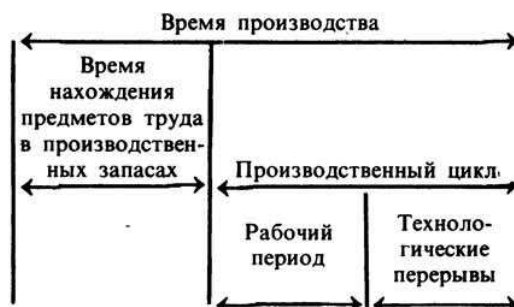 Время производства
Время
нахождения
предметов труда
в производствен-
ных запасах
Производственный цикл
Рабочий
период
Техноло-
гические
перерывы